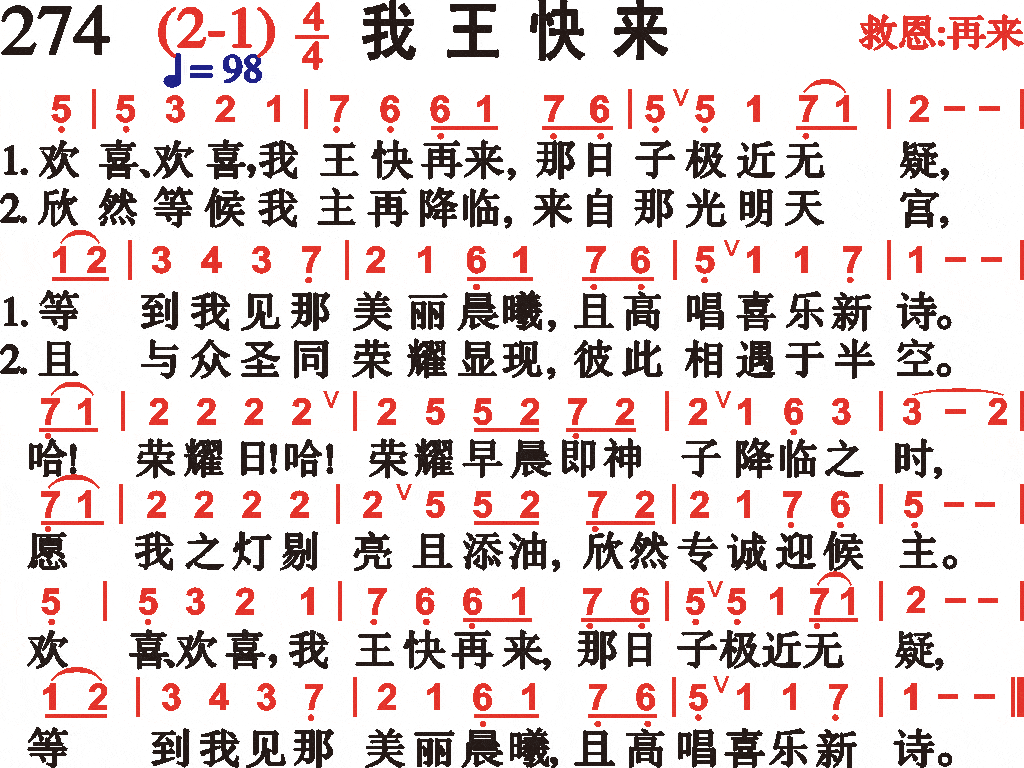 274 (2-1) 4/4 我王快来 救恩:再来
♩= 98
5 | 5 3 2 1 | 7 6 6 1 7 6 | 5 ∨ 5 1 7 1 | 2 – – |
1. 欢喜、欢喜,我王快再来, 那日子极近无疑,
2. 欣然等候我主再降临, 来自那光明天宫,
1 2 | 3 4 3 7 | 2 1 6 1 7 6 | 5 ∨ 1 1 7 | 1 – – |
1. 等到我见那美丽晨曦, 且高唱喜乐新诗。
2. 且与众圣同荣耀显现, 彼此相遇于半空。
7 1 | 2 2 2 2 ∨ | 2 5 5 2 7 2 | 2 ∨ 1 6 3 | 3 – 2 |
哈! 荣耀日!哈! 荣耀早晨即神子降临之时,
7 1 | 2 2 2 2 | 2 ∨ 5 5 2 7 2 | 2 1 7 6 | 5 – – |
愿我之灯剔亮且添油, 欣然专诚迎候主。
5 | 5 3 2 1 | 7 6 6 1 7 6 | 5 ∨ 5 1 7 1 | 2 – – |
欢喜、欢喜,我王快再来, 那日子极近无疑,
1 2 | 3 4 3 7 | 2 1 6 1 7 6 | 5 ∨ 1 1 7 | 1 – – ‖
等到我见那美丽晨曦, 且高唱喜乐新诗。